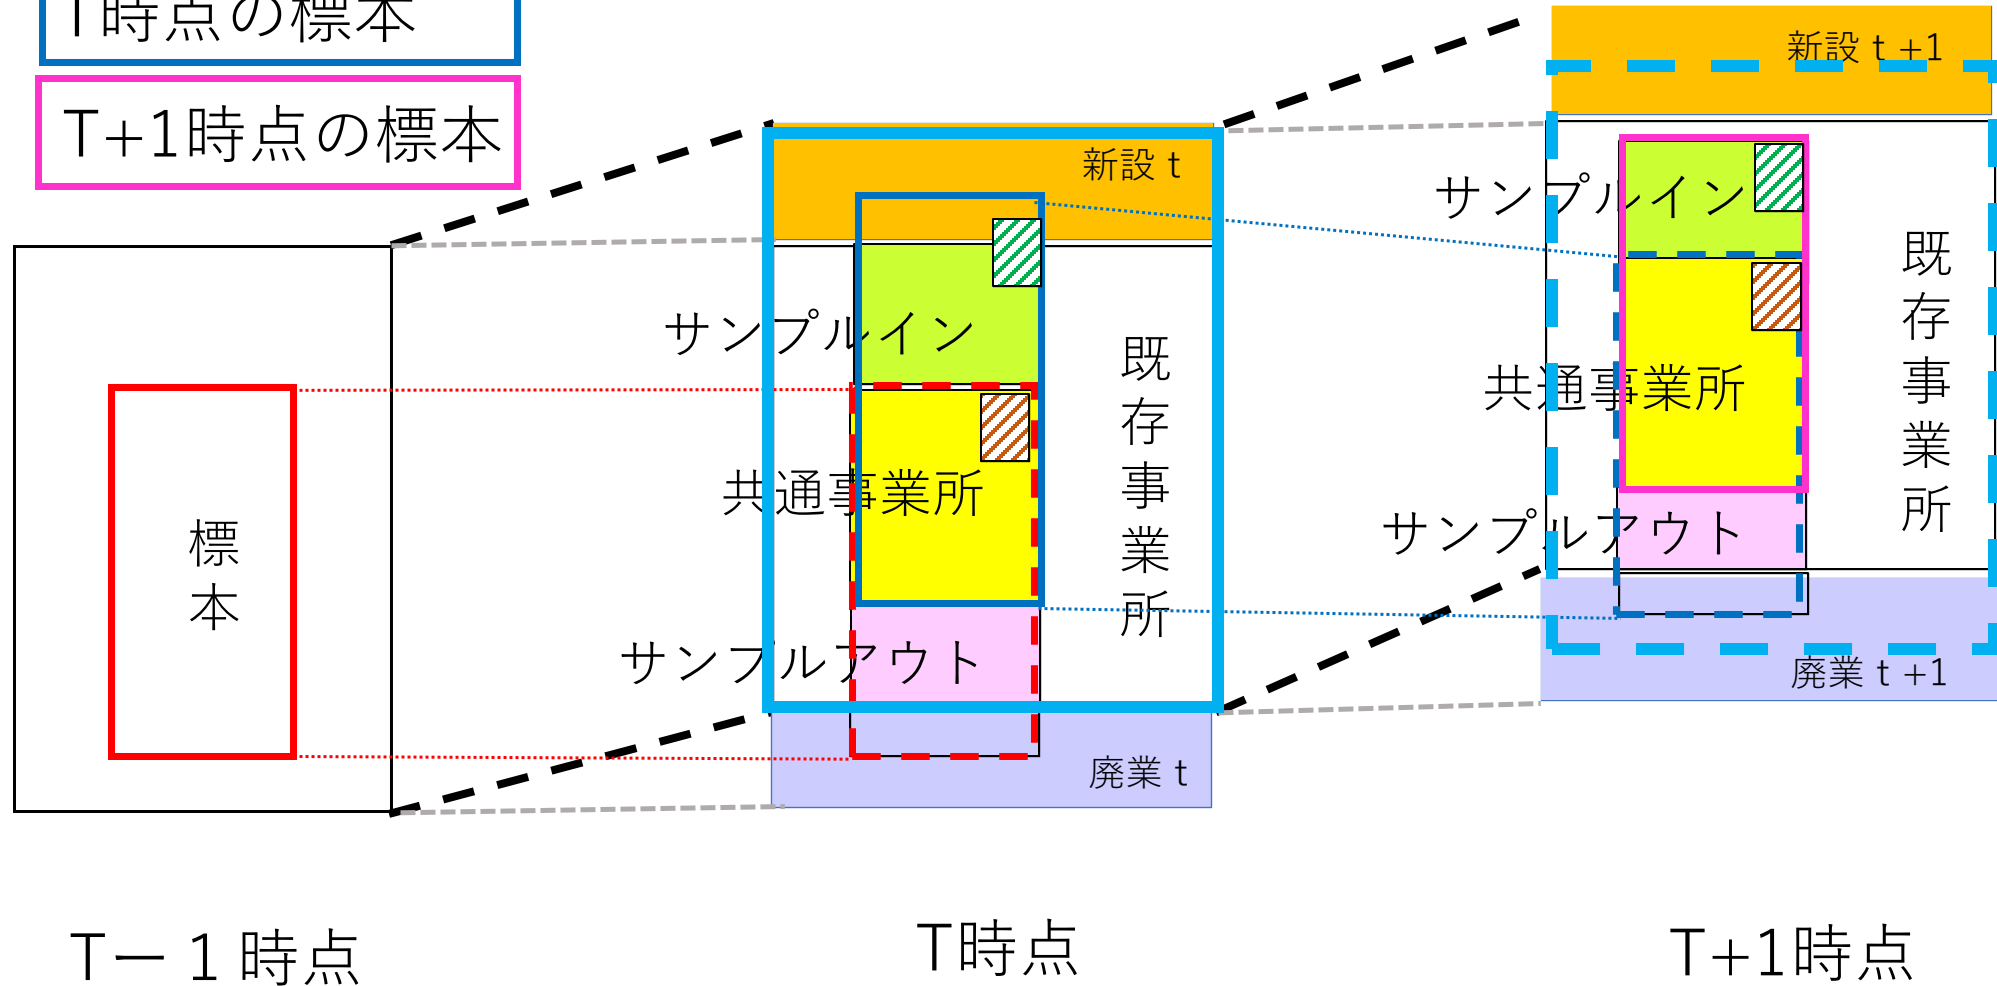 T時点の標本
T+1時点の標本
標本
T－１時点
新設 t
サンプルイン
共通事業所
サンプルアウト
既存事業所
廃業 t
T時点
新設 t +1
サンプルイン
共通事業所
サンプルアウト
既存事業所
廃業 t +1
T+1時点